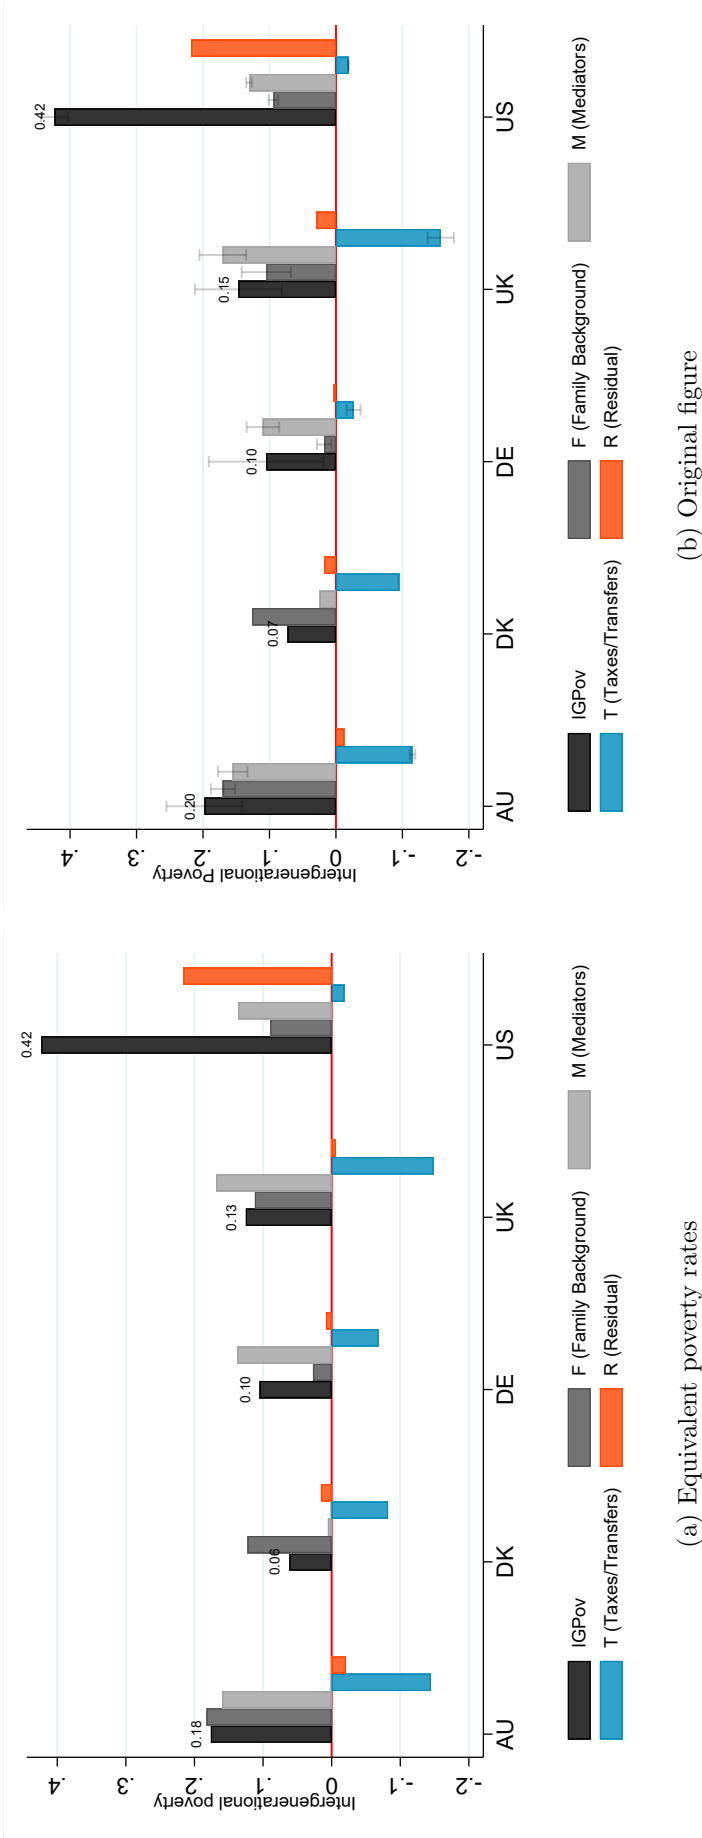 Intergenerational poverty
.4
.3
.2
.1
0
-.1
-.2
0.18
0.06
0.10
0.13
0.42
AU
DK
DE
UK
US
IGPov
F (Family Background)
M (Mediators)
T (Taxes/Transfers)
R (Residual)
(a) Equivalent poverty rates
Intergenerational Poverty
.4
.3
.2
.1
0
-.1
-.2
0.20
0.07
0.10
0.15
0.42
AU
DK
DE
UK
US
IGPov
F (Family Background)
M (Mediators)
T (Taxes/Transfers)
R (Residual)
(b) Original figure